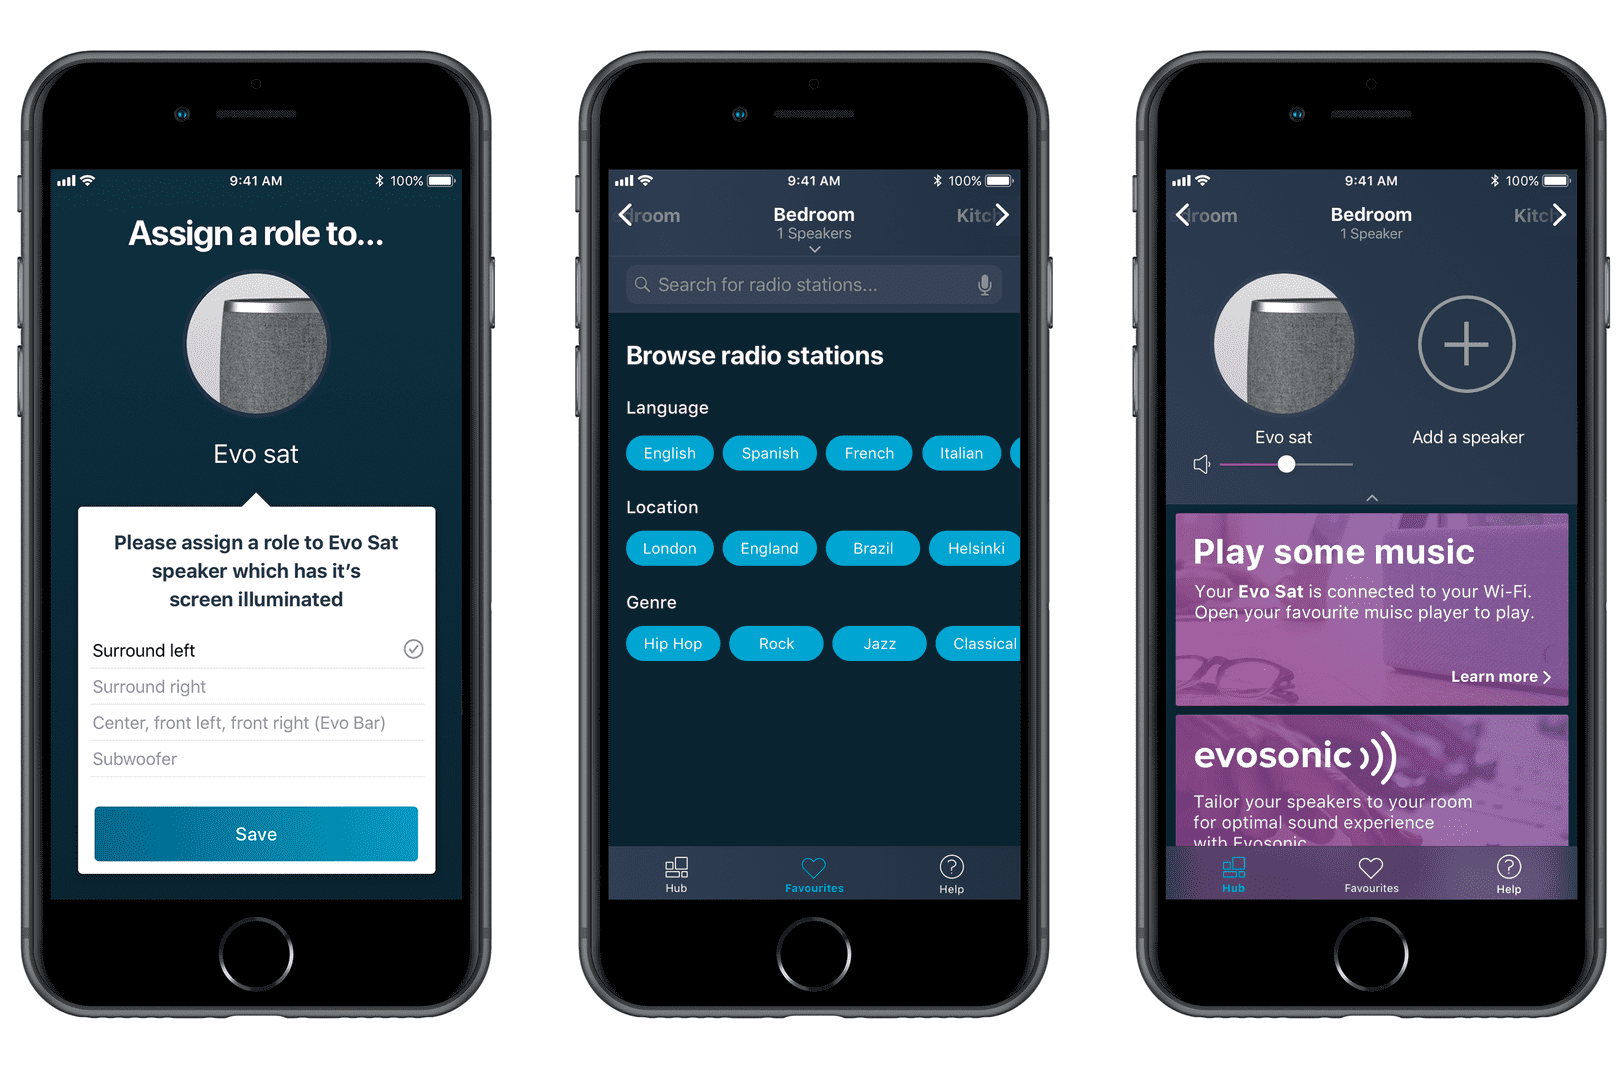 9:41 AM
100%
Assign a role to...
Evo sat
Please assign a role to Evo Sat
speaker which has it's
screen illuminated
Surround left
Surround right
Center, front left, front right (Evo Bar)
Subwoofer
Save
9:41 AM
100%
droom
Bedroom
Kitc
1 Speakers
Search for radio stations...
Browse radio stations
Language
English
Spanish
French
Italian
Location
London
England
Brazil
Helsinki
Genre
Hip Hop
Rock
Jazz
Classical
Hub
Favourites
Help
9:41 AM
100%
droom
Bedroom
Kitc
1 Speaker
Evo sat
Add a speaker
Play some music
Your Evo Sat is connected to your Wi-Fi.
Open your favourite muisc player to play.
Learn more
evosonic
Tailor your speakers to your room
for optimal sound experience
with Evosonic
Hub
Favourites
Help